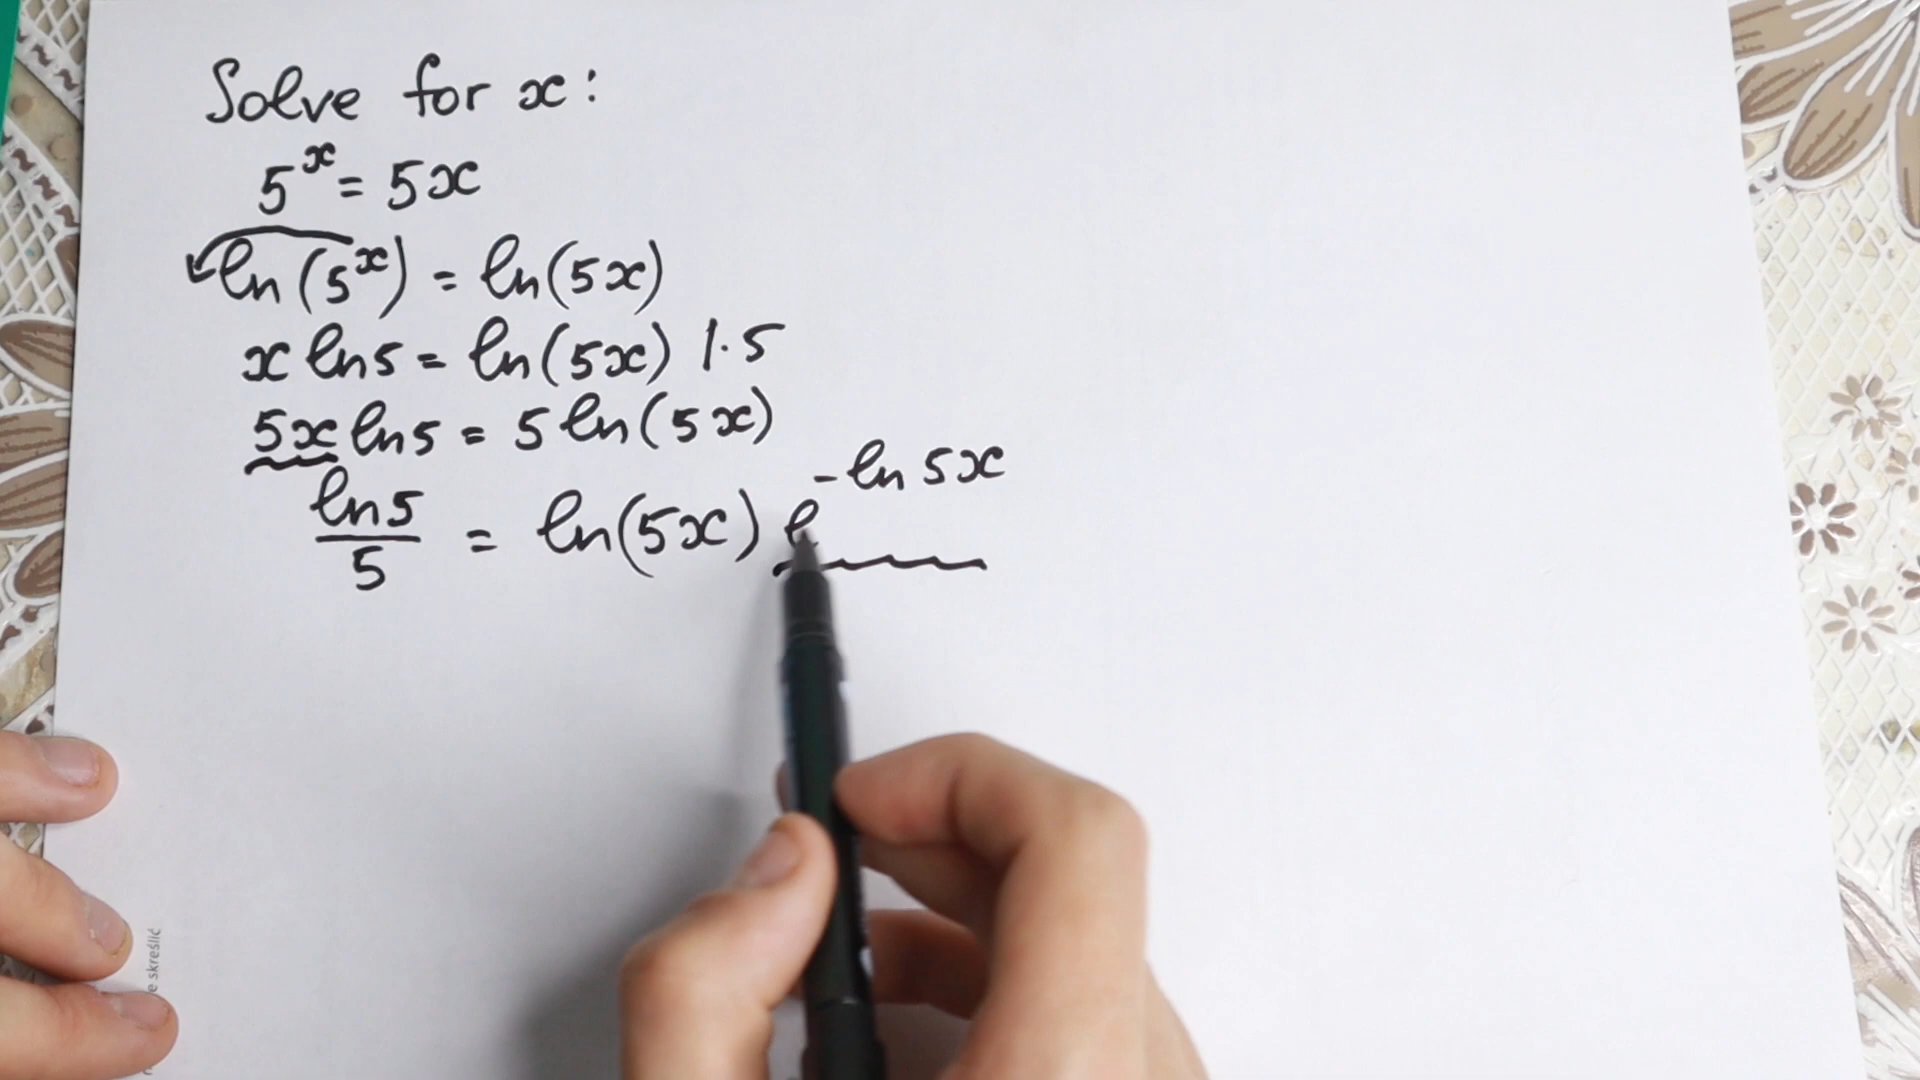 Solve for x:
5^x = 5x
ln(5^x) = ln(5x)
x ln5 = ln(5x) |·5
5x ln5 = 5 ln(5x)
ln5/5 = ln(5x) e^(-ln 5x)
skreślić